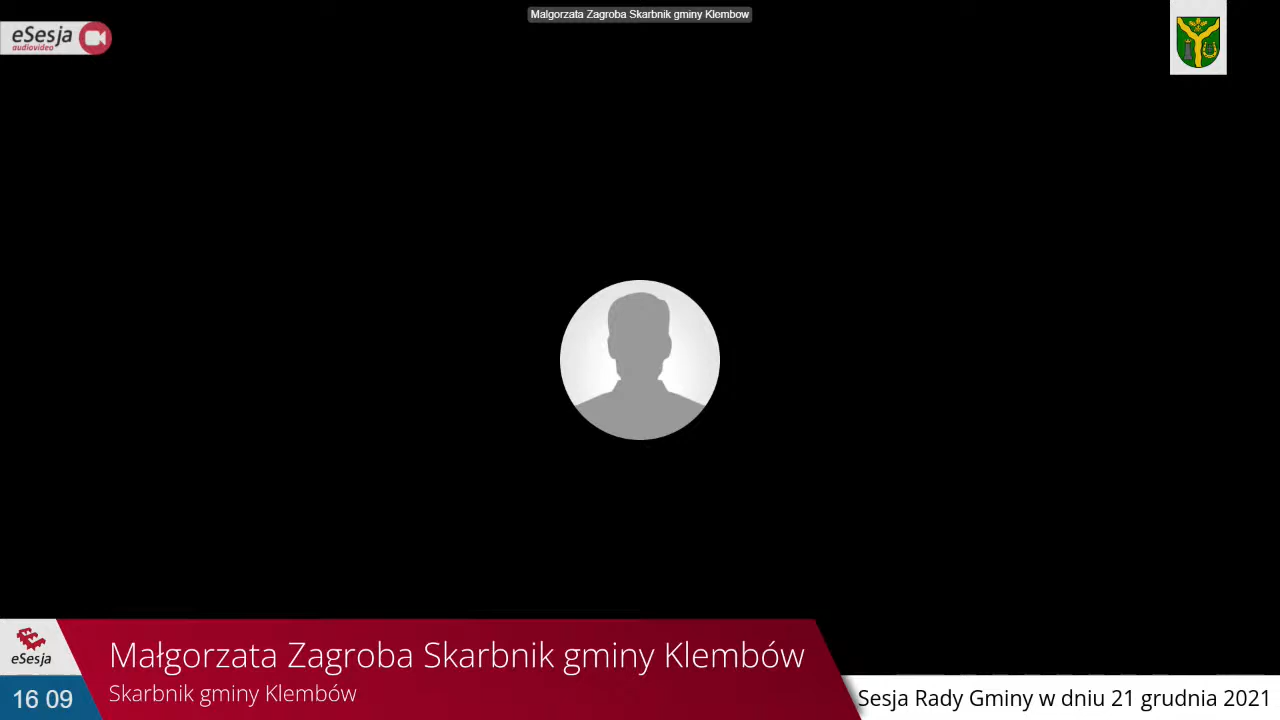 Malgorzata Zagroba Skarbnik gminy Klembow
eSesja
audiovideo
Małgorzata Zagroba Skarbnik gminy Klembów
eSesja
Skarbnik gminy Klembów
16 09
Sesja Rady Gminy w dniu 21 grudnia 2021